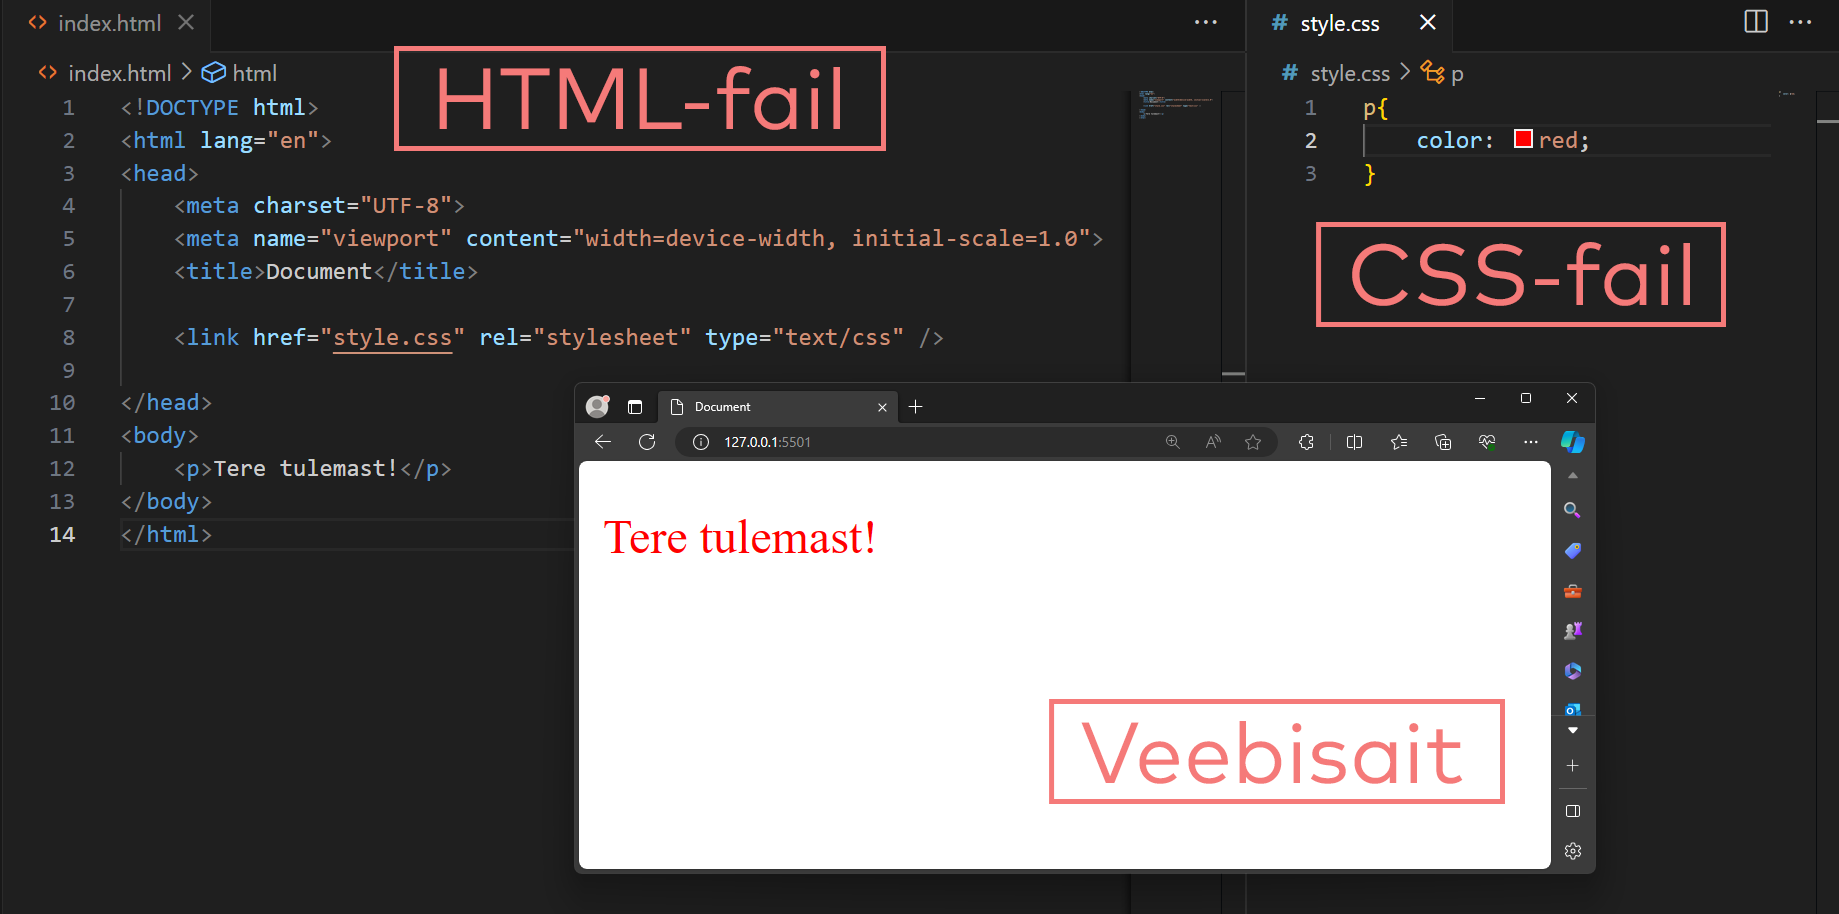 index.html
index.html > html
HTML-fail
1 <!DOCTYPE html>
2 <html lang="en">
3 <head>
4     <meta charset="UTF-8">
5     <meta name="viewport" content="width=device-width, initial-scale=1.0">
6     <title>Document</title>
7
8     <link href="style.css" rel="stylesheet" type="text/css" />
9
10 </head>
11 <body>
12     <p>Tere tulemast!</p>
13 </body>
14 </html>
# style.css
# style.css > p
1 p{
2     color: red;
3 }
CSS-fail
Document
127.0.0.1:5501
Tere tulemast!
Veebisait